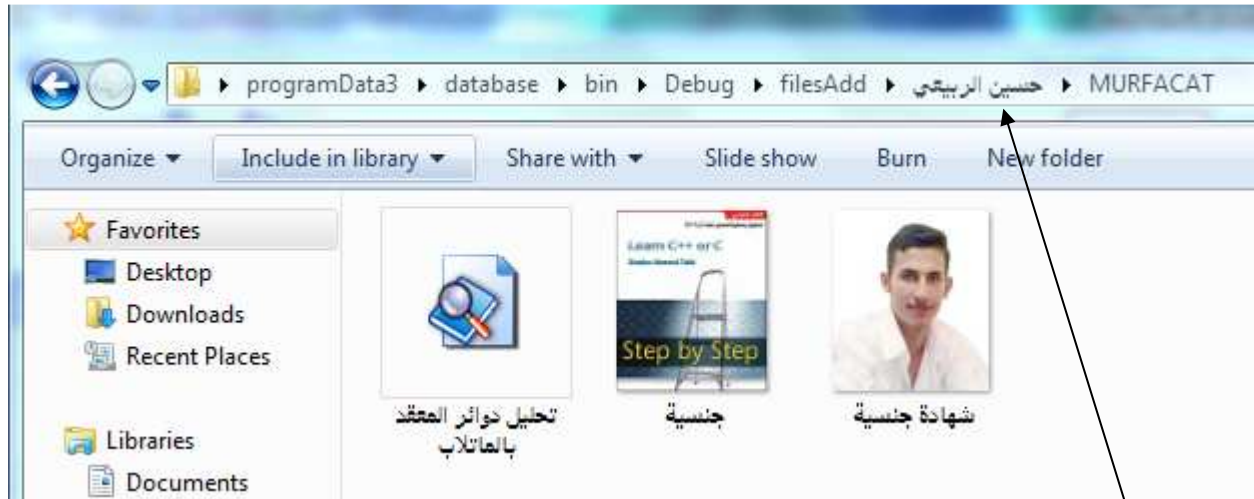 programData3 ▸ database ▸ bin ▸ Debug ▸ filesAdd ▸ حسين الربيعي ▸ MURFACAT
Organize Include in library Share with Slide show Burn New folder
Favorites
Desktop
Downloads
Recent Places
Libraries
Documents
Learn C++ or C
Step by Step
تحليل دوائر المعقد
بالماتلاب
جنسية
شهادة جنسية